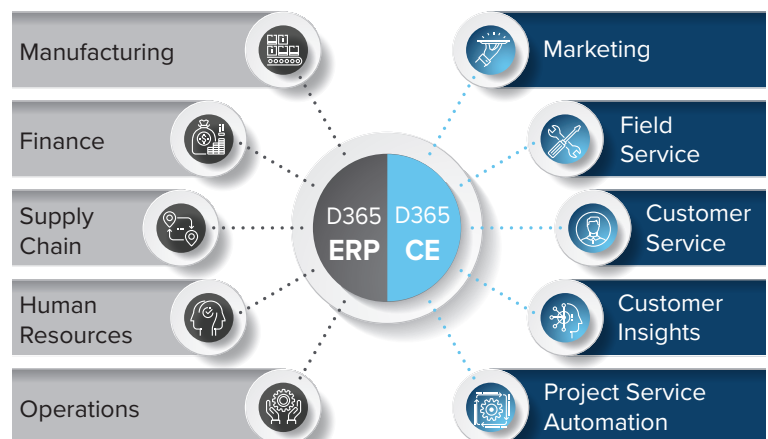 Manufacturing
Finance
Supply
Chain
Human
Resources
Operations
D365
ERP
D365
CE
Marketing
Field
Service
Customer
Service
Customer
Insights
Project Service
Automation